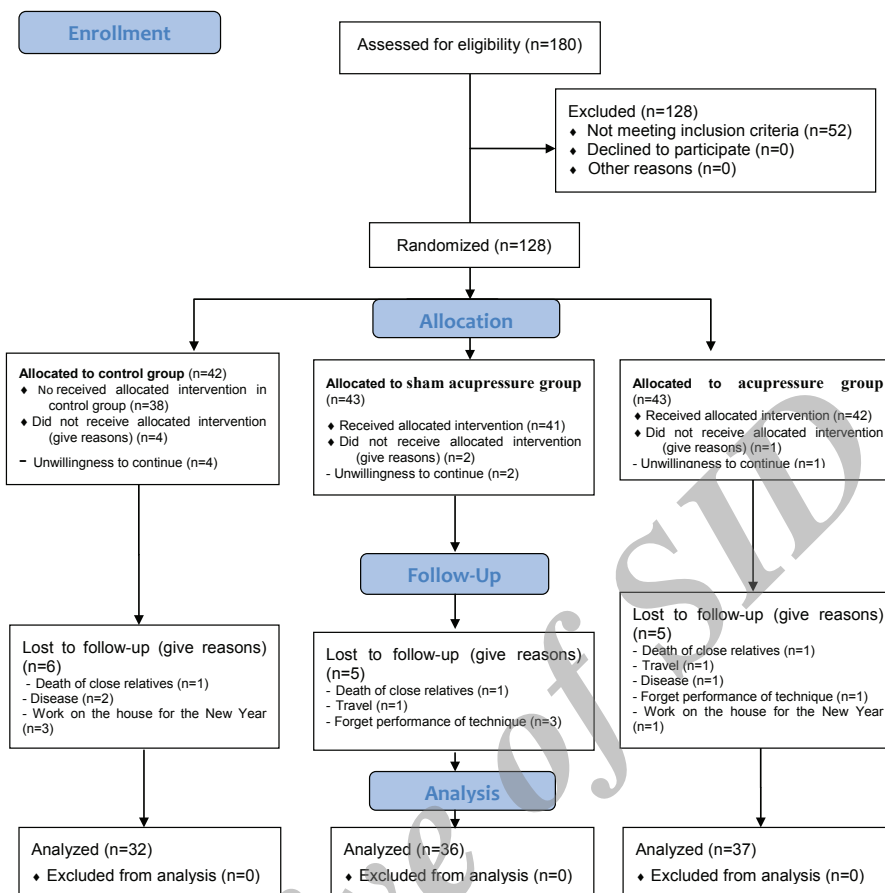 Enrollment
Assessed for eligibility (n=180)
Excluded (n=128)
♦ Not meeting inclusion criteria (n=52)
♦ Declined to participate (n=0)
♦ Other reasons (n=0)
Randomized (n=128)
Allocation
Allocated to control group (n=42)
♦ No received allocated intervention in
control group (n=38)
♦ Did not receive allocated intervention
(give reasons) (n=4)
- Unwillingness to continue (n=4)
Allocated to sham acupressure group
(n=43)
♦ Received allocated intervention (n=41)
♦ Did not receive allocated intervention
(give reasons) (n=2)
- Unwillingness to continue (n=2)
Allocated to acupressure group
(n=43)
♦ Received allocated intervention (n=42)
♦ Did not receive allocated intervention
(give reasons) (n=1)
- Unwillingness to continue (n=1)
Follow-Up
Lost to follow-up (give reasons)
(n=6)
- Death of close relatives (n=1)
- Disease (n=2)
- Work on the house for the New Year
(n=3)
Lost to follow-up (give reasons)
(n=5)
- Death of close relatives (n=1)
- Travel (n=1)
- Forget performance of technique (n=3)
Lost to follow-up (give reasons)
(n=5)
- Death of close relatives (n=1)
- Travel (n=1)
- Disease (n=1)
- Forget performance of technique (n=1)
- Work on the house for the New Year
(n=1)
Analysis
Analyzed (n=32)
♦ Excluded from analysis (n=0)
Analyzed (n=36)
♦ Excluded from analysis (n=0)
Analyzed (n=37)
♦ Excluded from analysis (n=0)
of SID